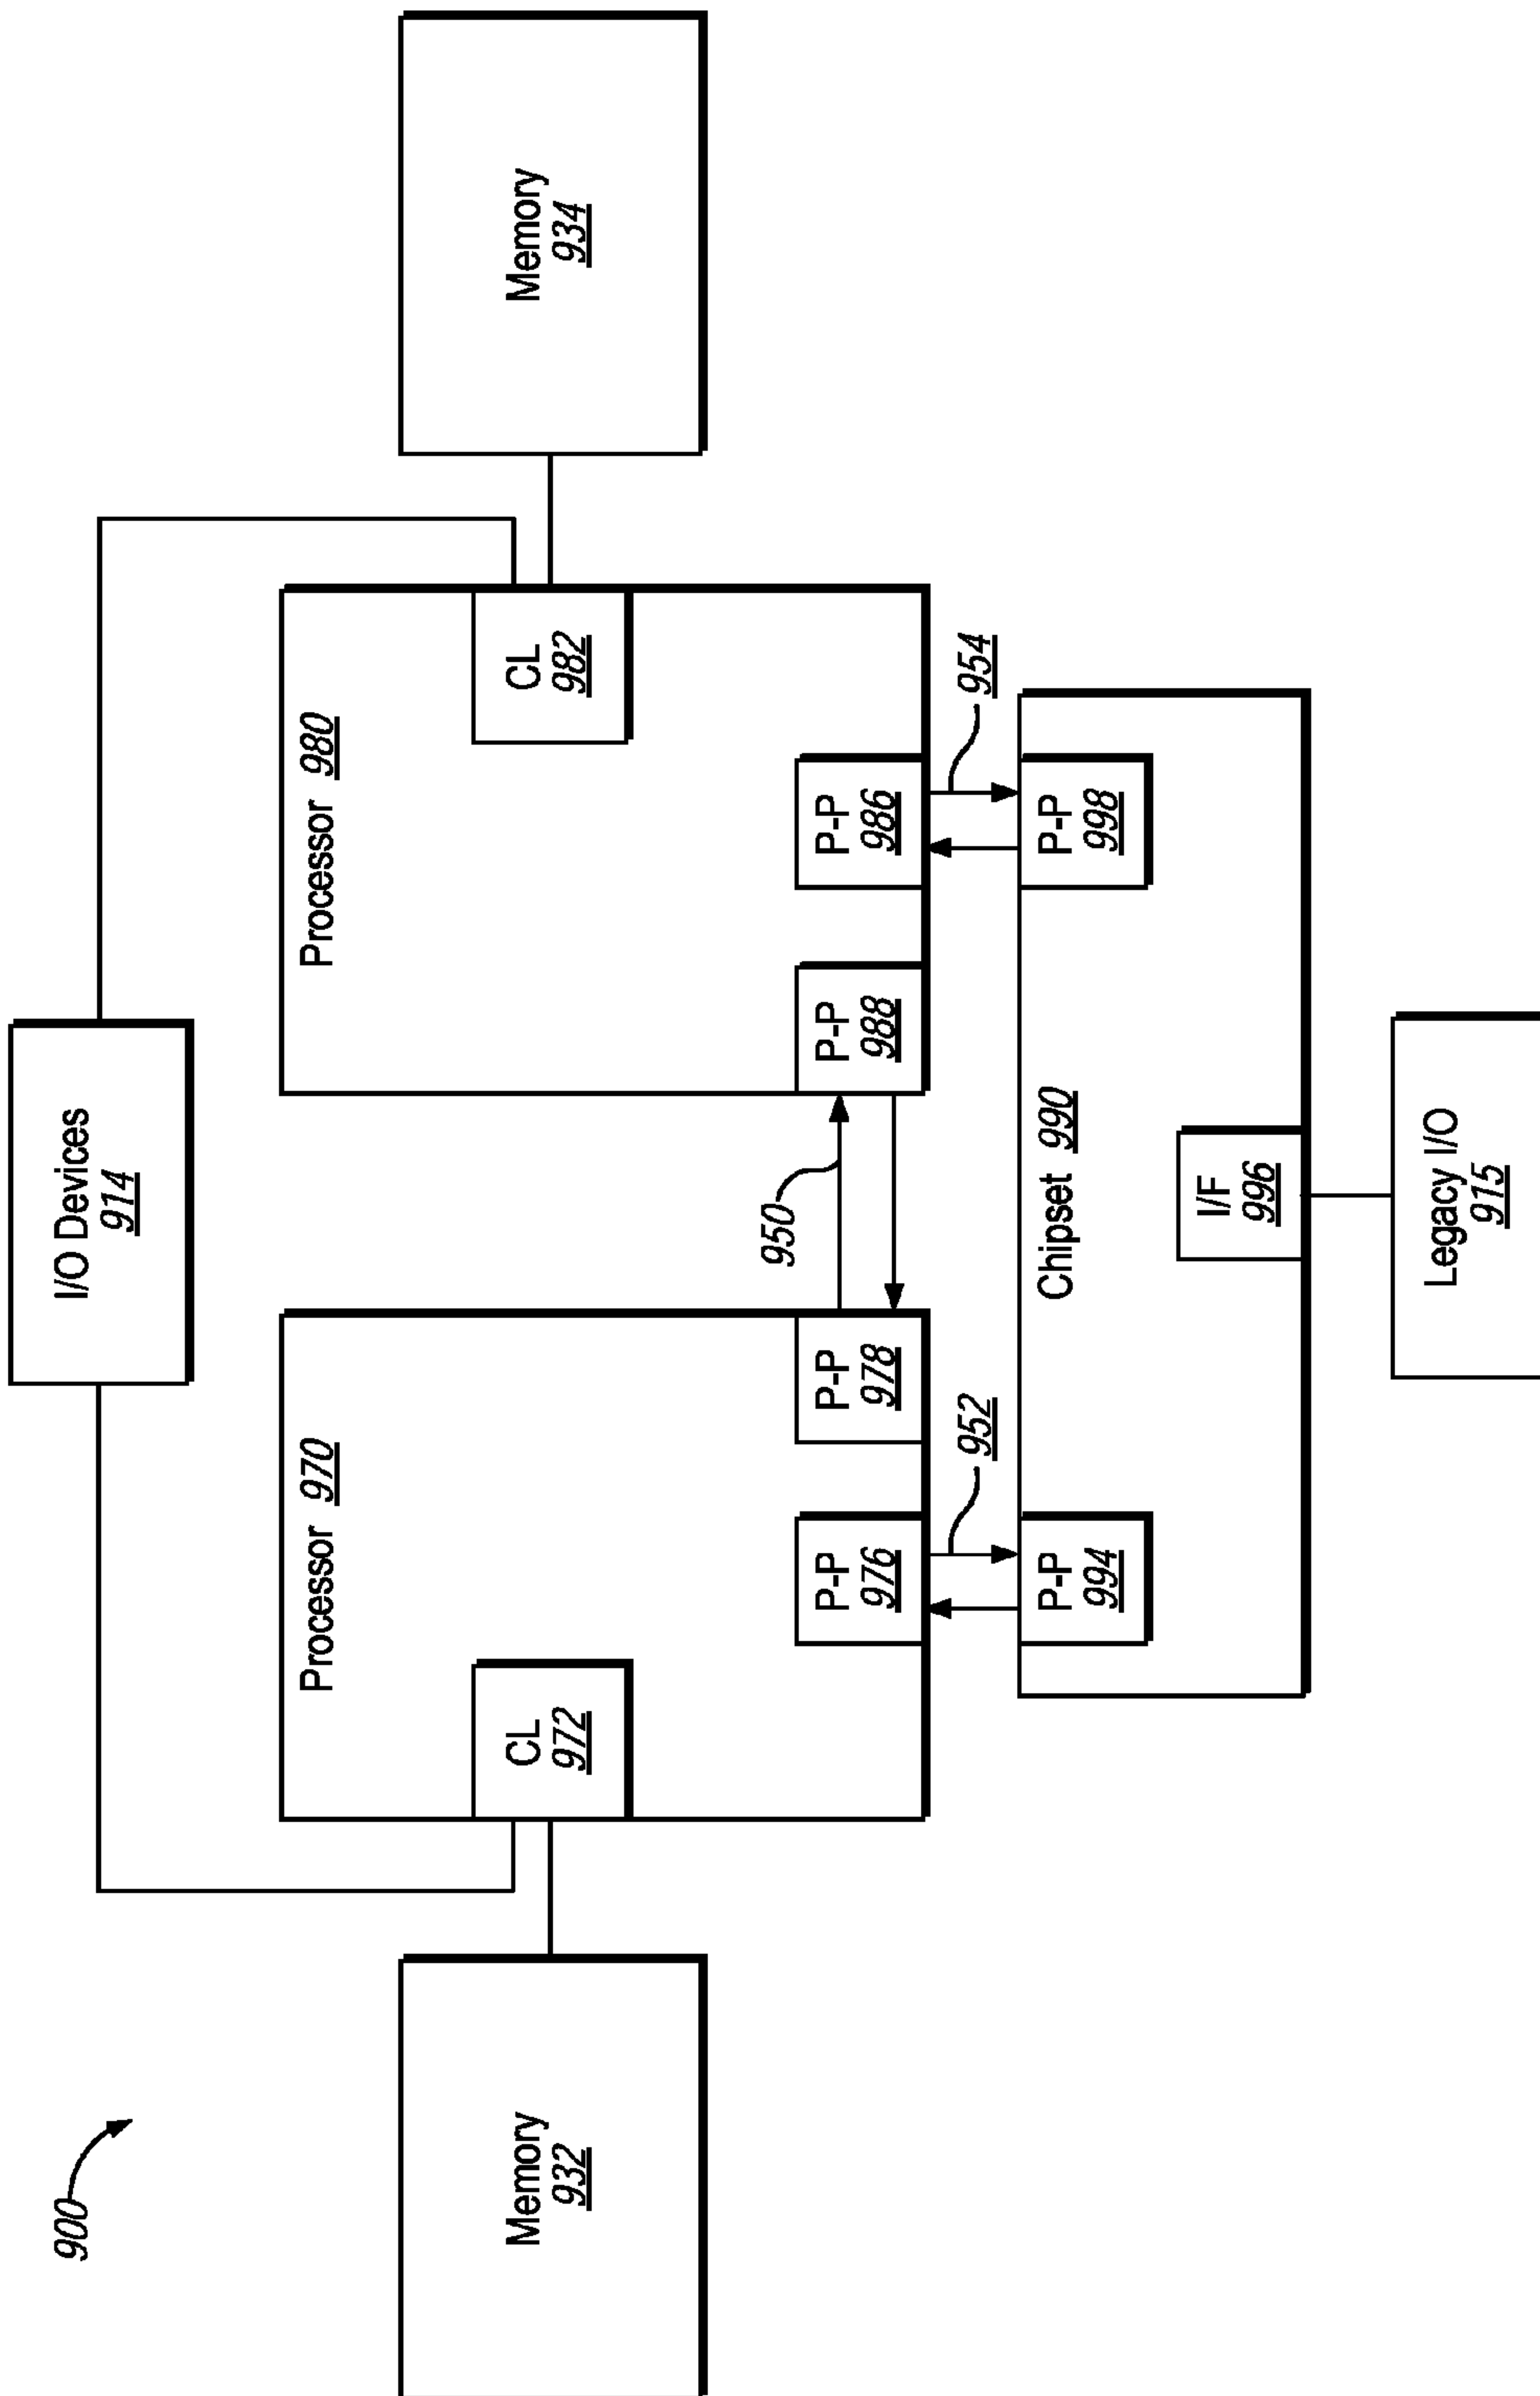 900
I/O Devices
914
Memory
932
Processor 970
CL
972
P-P
976
P-P
978
950
Processor 980
CL
982
P-P
988
P-P
986
Memory
934
952
954
P-P
994
Chipset 990
P-P
998
I/F
996
Legacy I/O
915